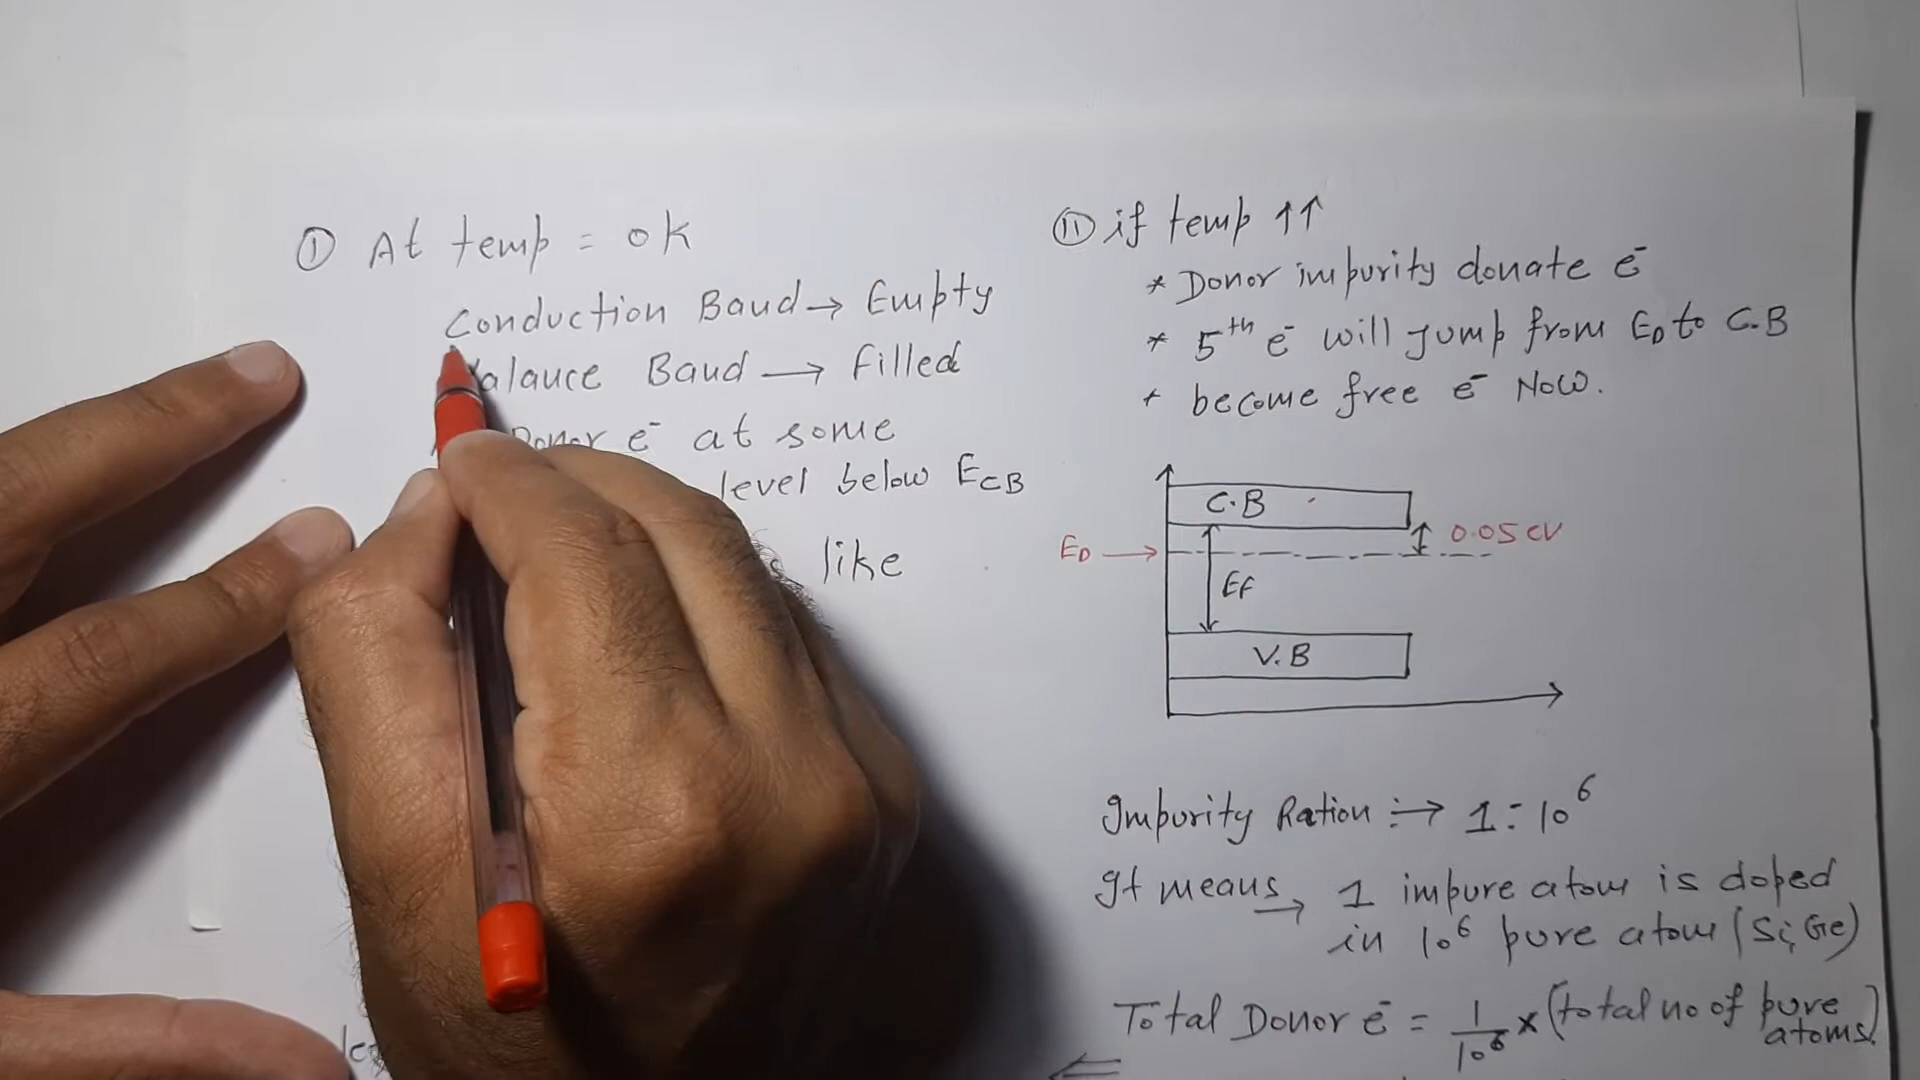 ① At temp = 0k
Conduction Band → Empty
Valance Band → filled
Donor e⁻ at some
level below E_CB
like
⑪ if temp ↑↑
* Donor impurity donate e⁻
* 5th e⁻ will jump from E_D to C.B
* become free e⁻ Now.
C.B
0.05 eV
E_D →
Ef
V.B
Impurity Ration :→ 1:10⁶
It means → 1 impure atom is doped
in 10⁶ pure atom (Si, Ge)
Total Donor e⁻ = 1/10⁶ × (total no of pure
atoms)